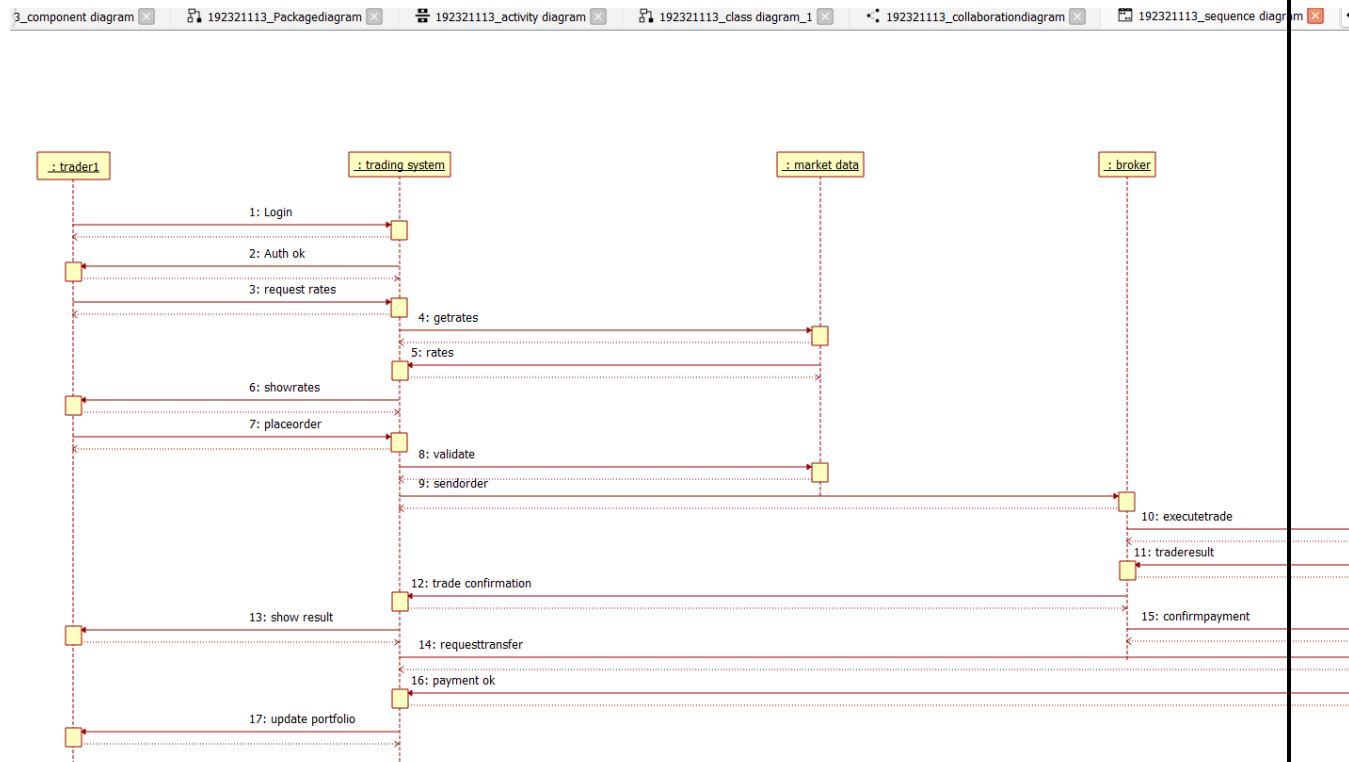 3_component diagram 192321113_Packagediagram 192321113_activity diagram 192321113_class diagram_1 192321113_collaborationdiagram 192321113_sequence diagram
: trader1 : trading system : market data : broker
1: Login
2: Auth ok
3: request rates
4: getrates
5: rates
6: showrates
7: placeorder
8: validate
9: sendorder
10: executetrade
11: traderesult
12: trade confirmation
13: show result
15: confirmpayment
14: requesttransfer
16: payment ok
17: update portfolio